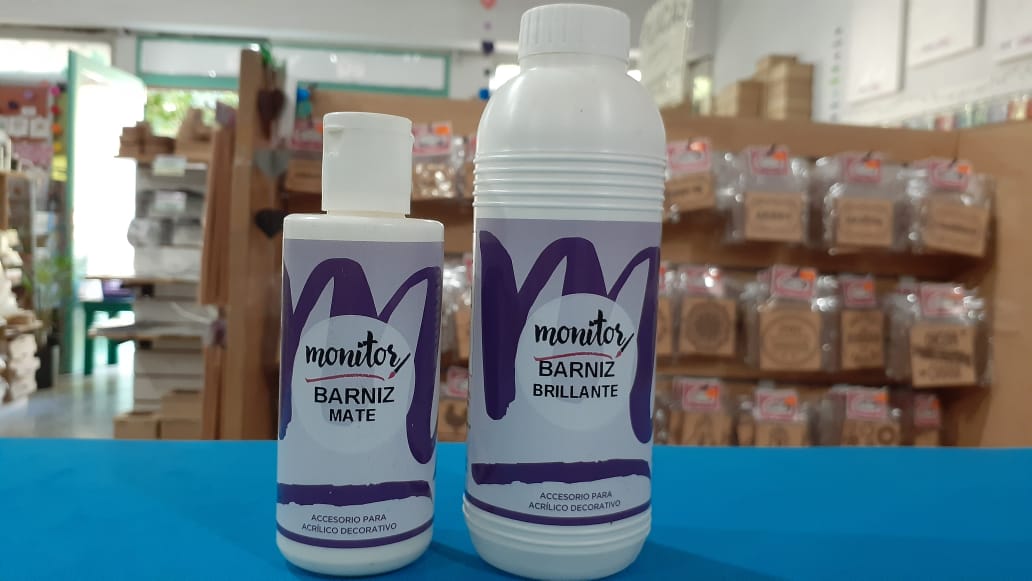 monitor
BARNIZ
MATE
ACCESORIO PARA
ACRÍLICO DECORATIVO
monitor
BARNIZ
BRILLANTE
ACCESORIO PARA
ACRÍLICO DECORATIVO